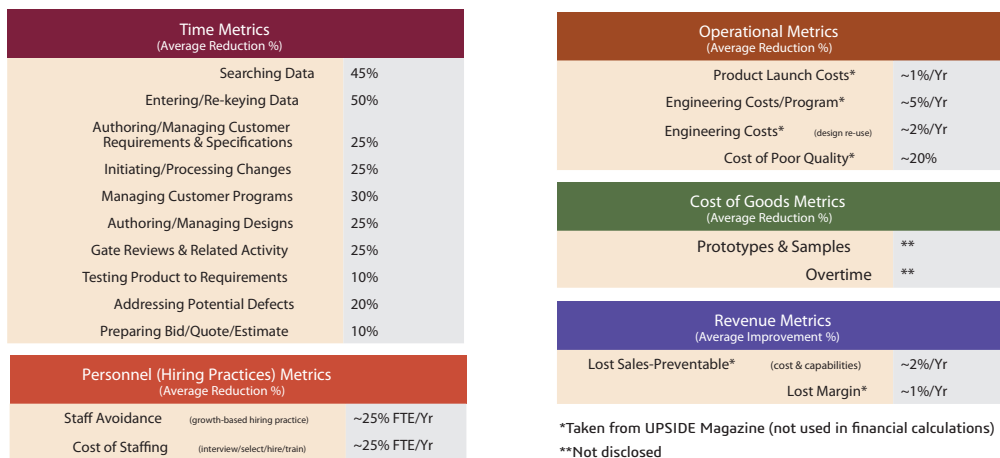 Time Metrics
(Average Reduction %)
Searching Data 45%
Entering/Re-keying Data 50%
Authoring/Managing Customer
Requirements & Specifications 25%
Initiating/Processing Changes 25%
Managing Customer Programs 30%
Authoring/Managing Designs 25%
Gate Reviews & Related Activity 25%
Testing Product to Requirements 10%
Addressing Potential Defects 20%
Preparing Bid/Quote/Estimate 10%
Personnel (Hiring Practices) Metrics
(Average Reduction %)
Staff Avoidance (growth-based hiring practice) ~25% FTE/Yr
Cost of Staffing (interview/select/hire/train) ~25% FTE/Yr
Operational Metrics
(Average Reduction %)
Product Launch Costs* ~1%/Yr
Engineering Costs/Program* ~5%/Yr
Engineering Costs* (design re-use) ~2%/Yr
Cost of Poor Quality* ~20%
Cost of Goods Metrics
(Average Reduction %)
Prototypes & Samples **
Overtime **
Revenue Metrics
(Average Improvement %)
Lost Sales-Preventable* (cost & capabilities) ~2%/Yr
Lost Margin* ~1%/Yr
*Taken from UPSIDE Magazine (not used in financial calculations)
**Not disclosed